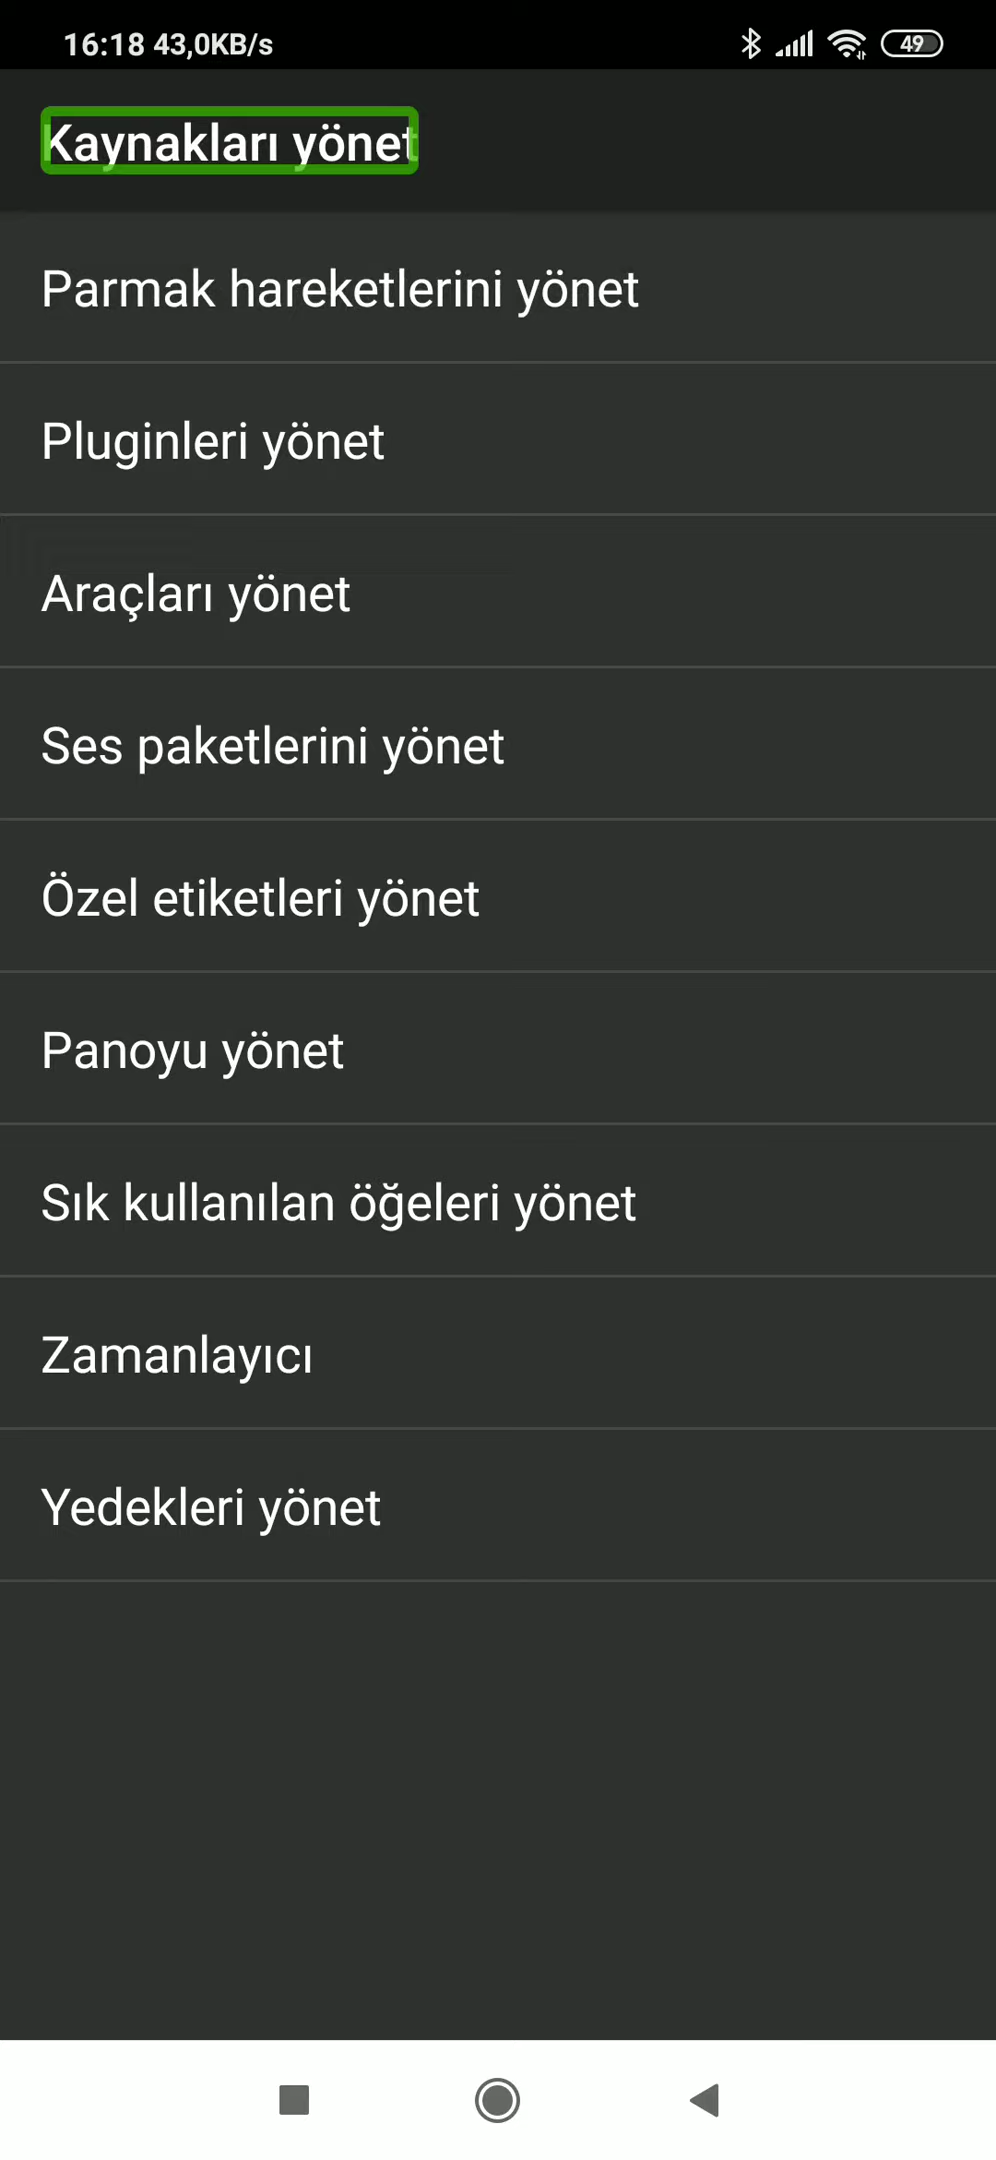 16:18 43,0KB/s
49
Kaynakları yönet
Parmak hareketlerini yönet
Pluginleri yönet
Araçları yönet
Ses paketlerini yönet
Özel etiketleri yönet
Panoyu yönet
Sık kullanılan öğeleri yönet
Zamanlayıcı
Yedekleri yönet